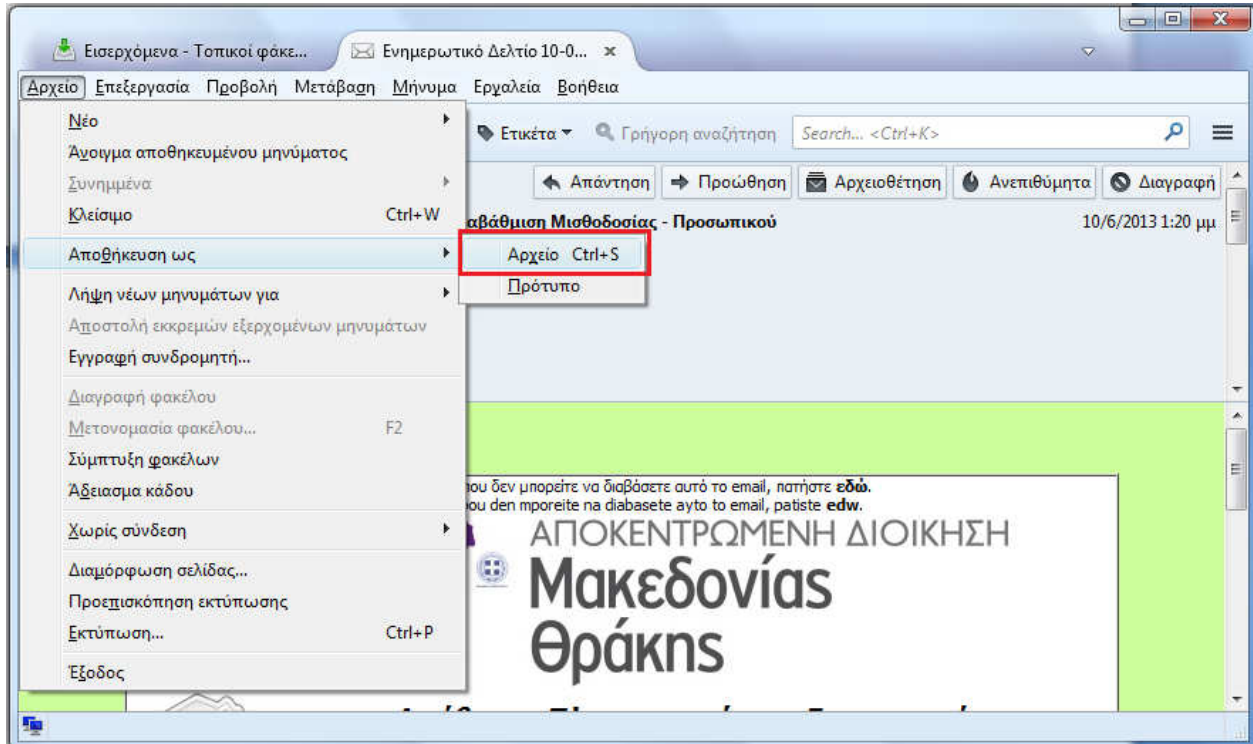 Εισερχόμενα - Τοπικοί φάκε...
Ενημερωτικό Δελτίο 10-0...
Αρχείο Επεξεργασία Προβολή Μετάβαση Μήνυμα Εργαλεία Βοήθεια
Νέο
Άνοιγμα αποθηκευμένου μηνύματος
Συνημμένα
Κλείσιμο Ctrl+W
Αποθήκευση ως
Λήψη νέων μηνυμάτων για
Αποστολή εκκρεμών εξερχομένων μηνυμάτων
Εγγραφή συνδρομητή...
Διαγραφή φακέλου
Μετονομασία φακέλου... F2
Σύμπτυξη φακέλων
Άδειασμα κάδου
Χωρίς σύνδεση
Διαμόρφωση σελίδας...
Προεπισκόπηση εκτύπωσης
Εκτύπωση... Ctrl+P
Έξοδος
Αρχείο Ctrl+S
Πρότυπο
Ετικέτα Γρήγορη αναζήτηση Search... <Ctrl+K>
Απάντηση Προώθηση Αρχειοθέτηση Ανεπιθύμητα Διαγραφή
αβάθμιση Μισθοδοσίας - Προσωπικού 10/6/2013 1:20 μμ
που δεν μπορείτε να διαβάσετε αυτό το email, πατήστε εδώ.
ou den mporeite na diabasete ayto to email, patiste edw.
ΑΠΟΚΕΝΤΡΩΜΕΝΗ ΔΙΟΙΚΗΣΗ
Μακεδονίας
Θράκης